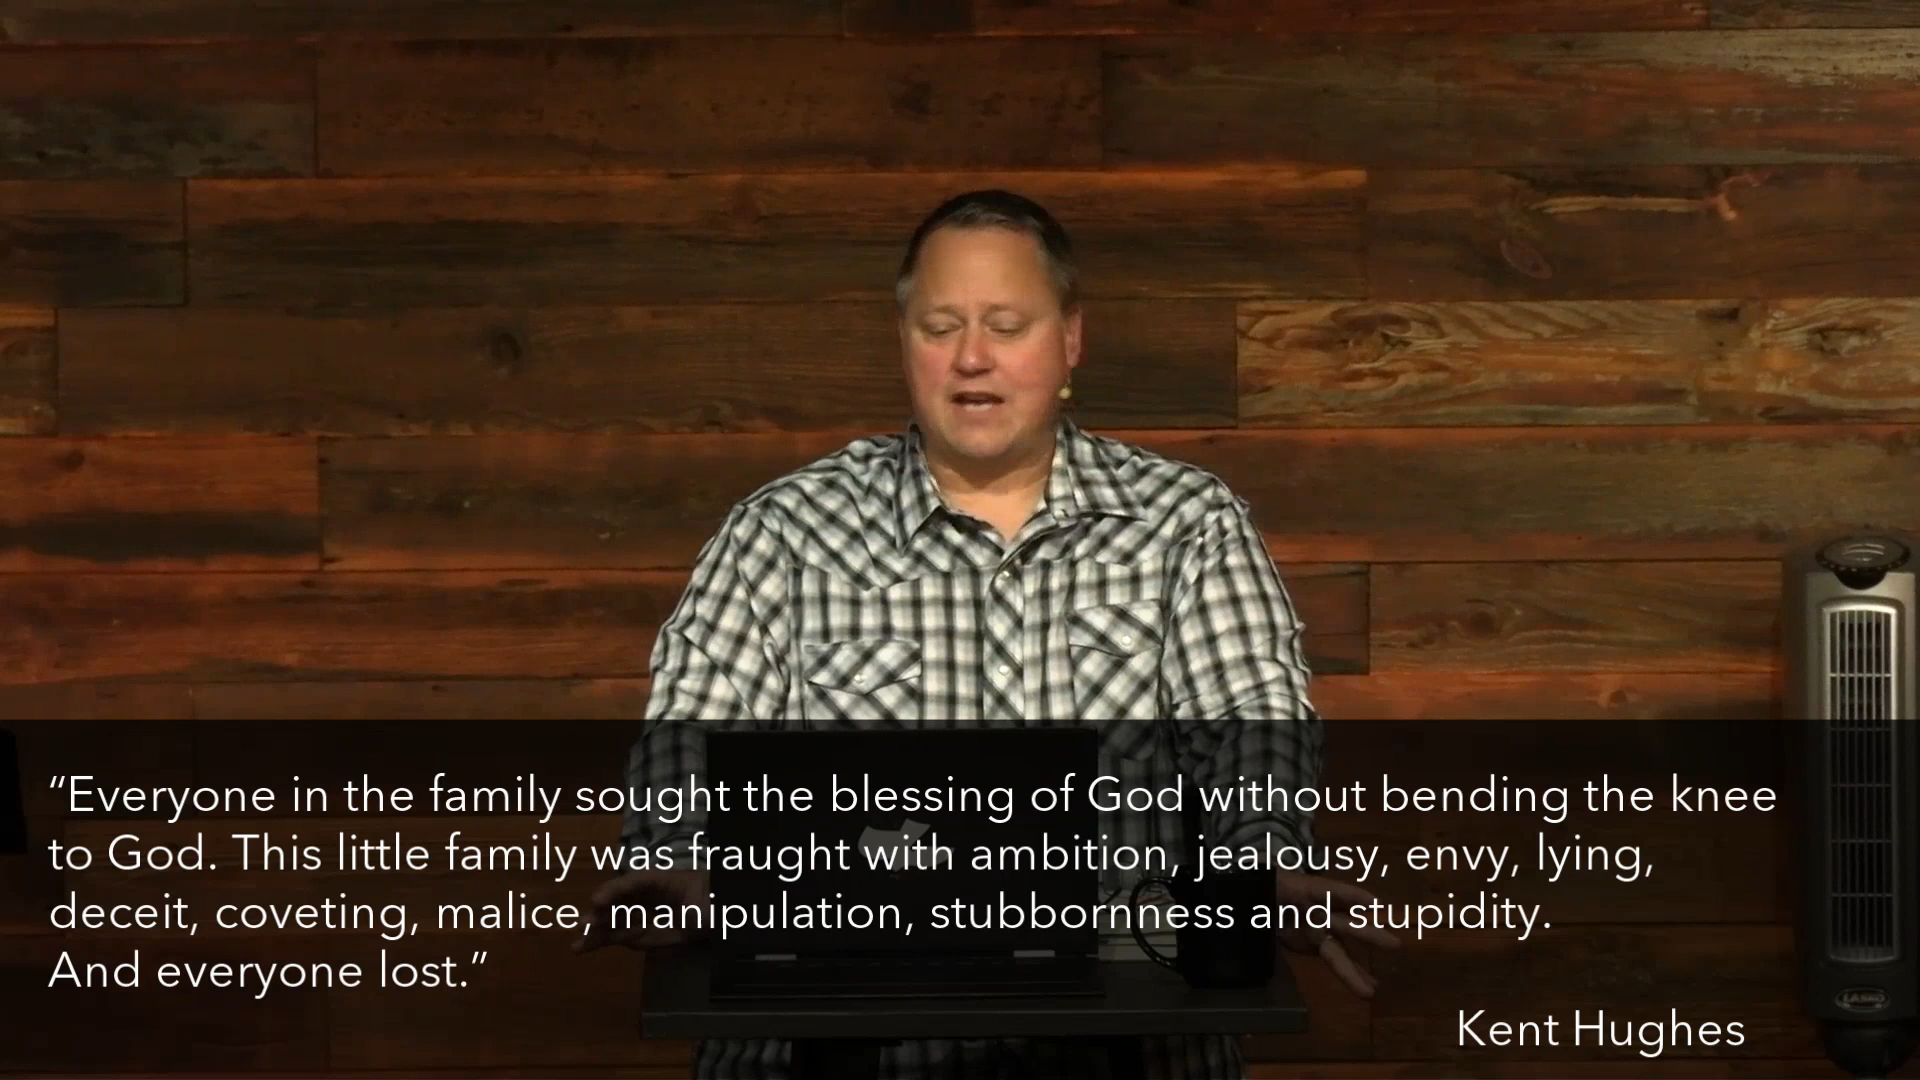 “Everyone in the family sought the blessing of God without bending the knee
to God. This little family was fraught with ambition, jealousy, envy, lying,
deceit, coveting, malice, manipulation, stubbornness and stupidity.
And everyone lost.”
Kent Hughes
LASKO